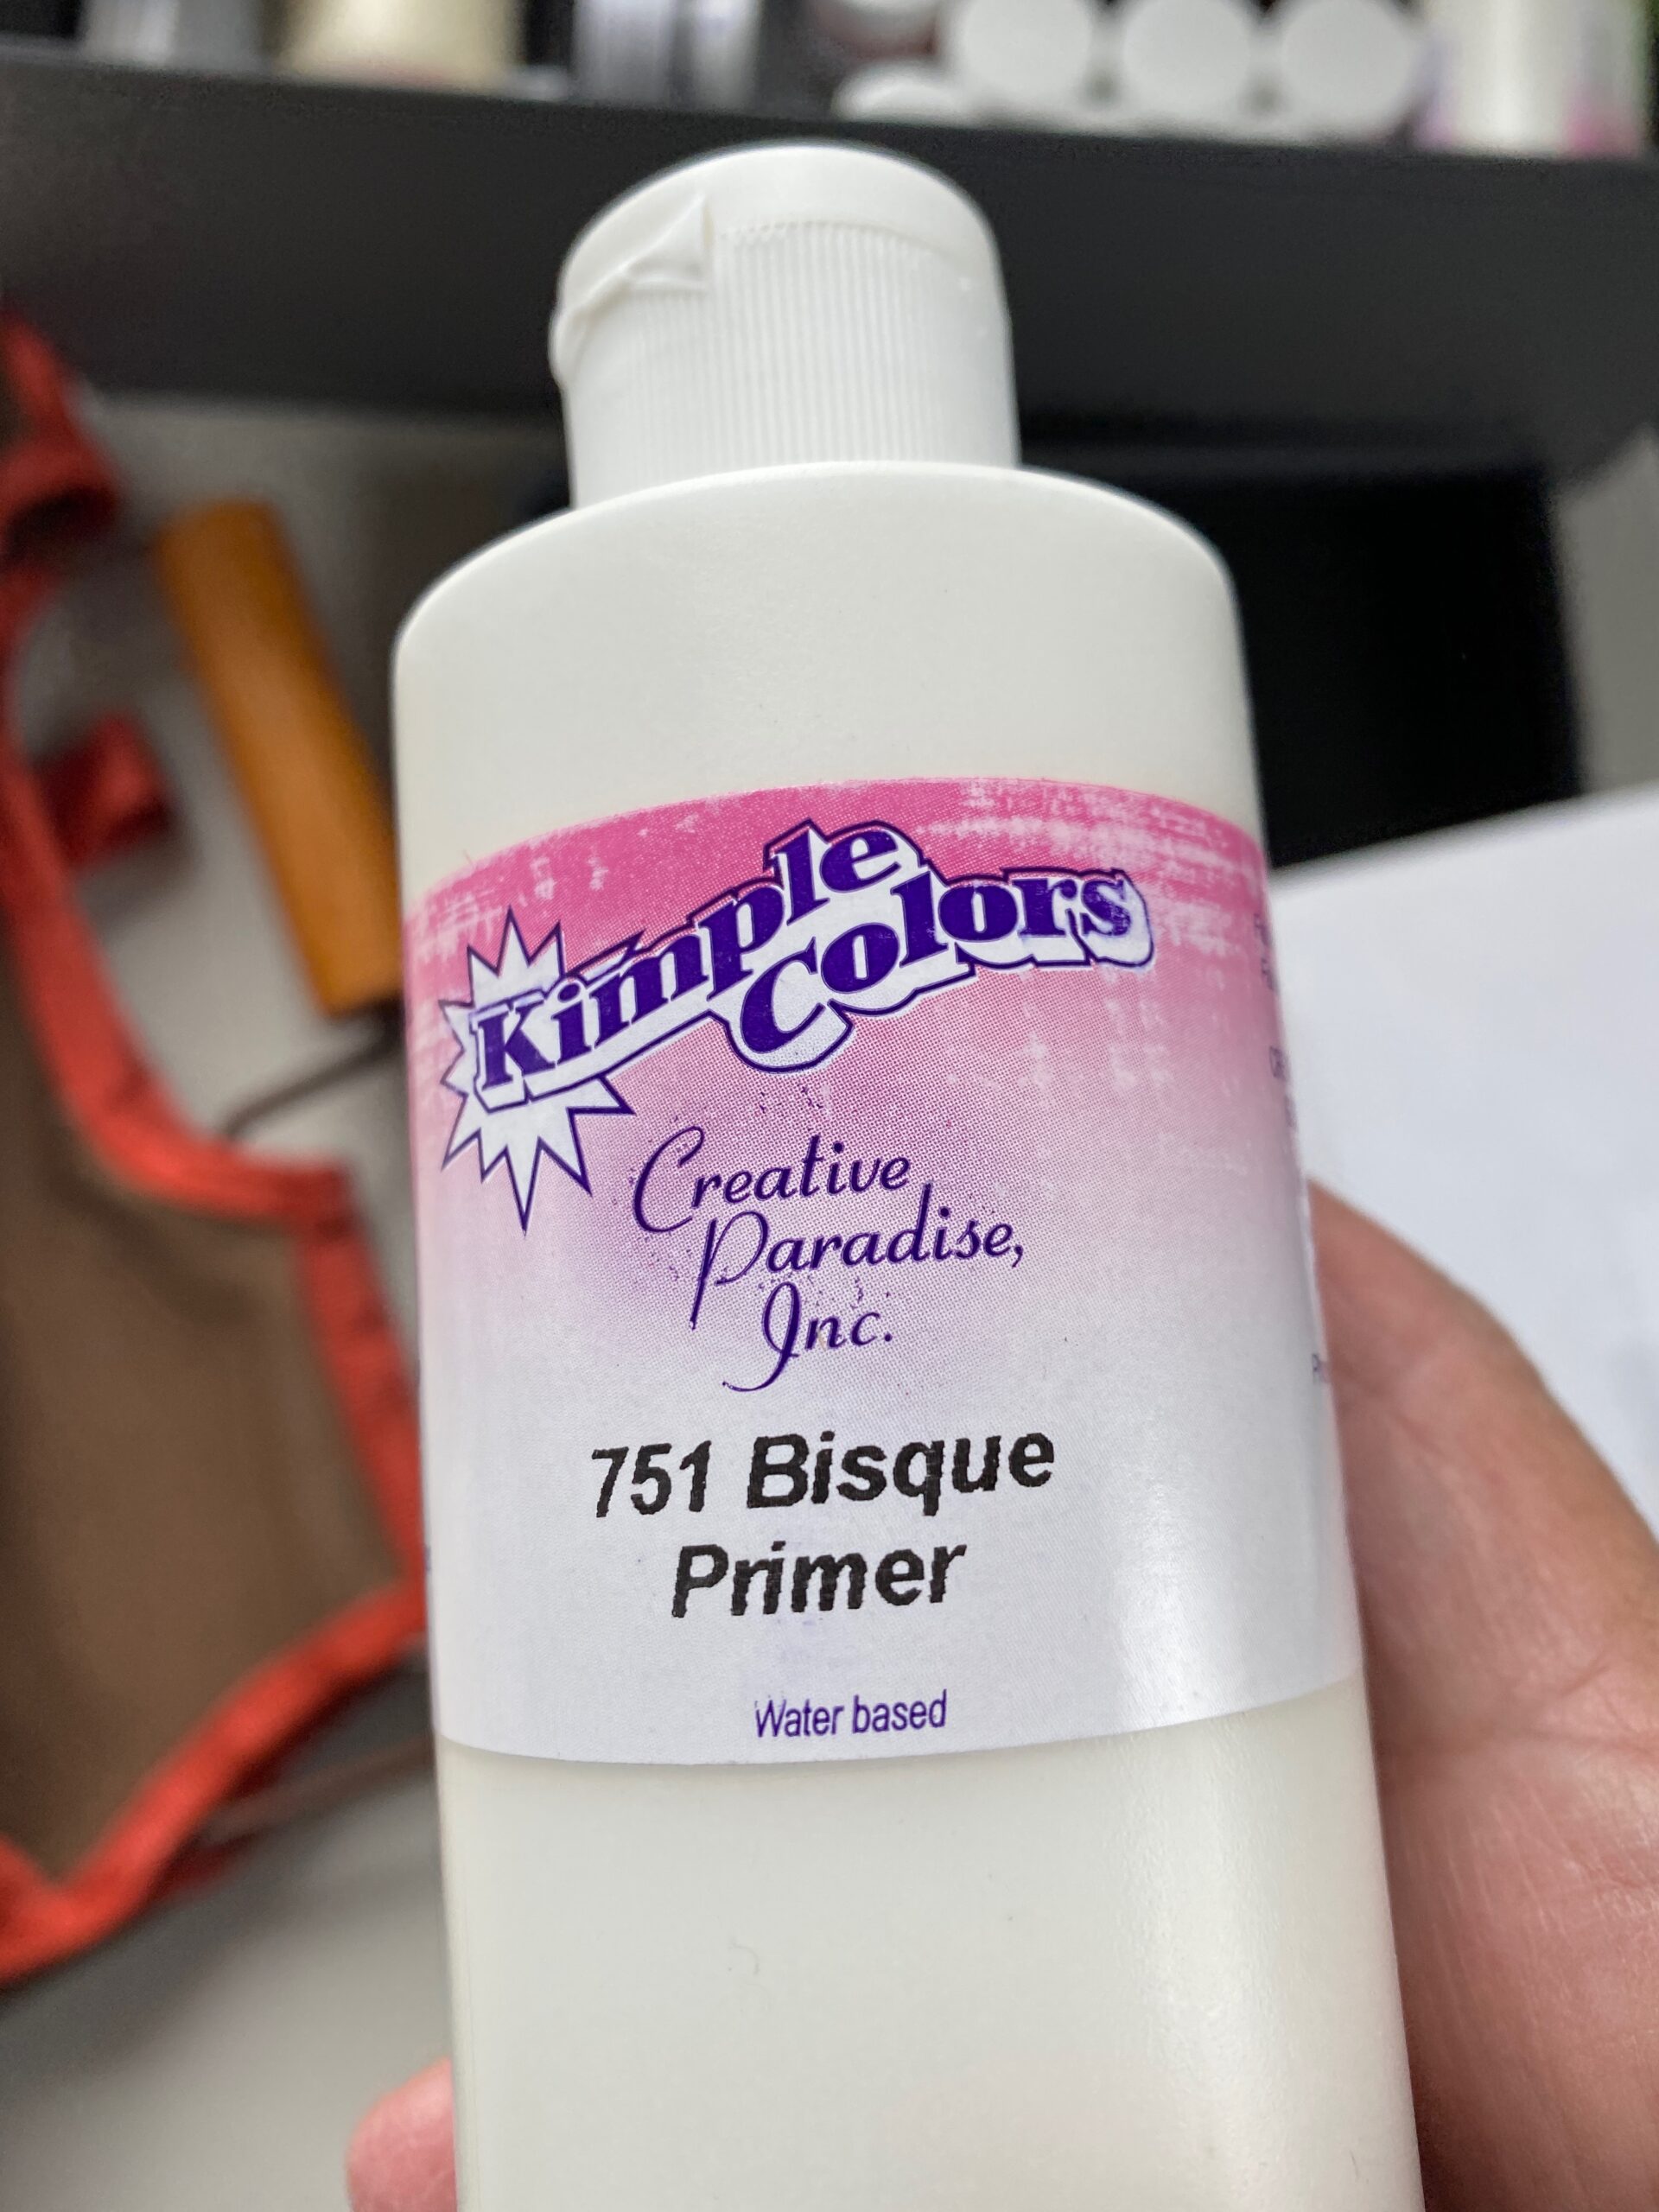 Kimple
Colors
Creative
Paradise,
Inc.
751 Bisque
Primer
Water based